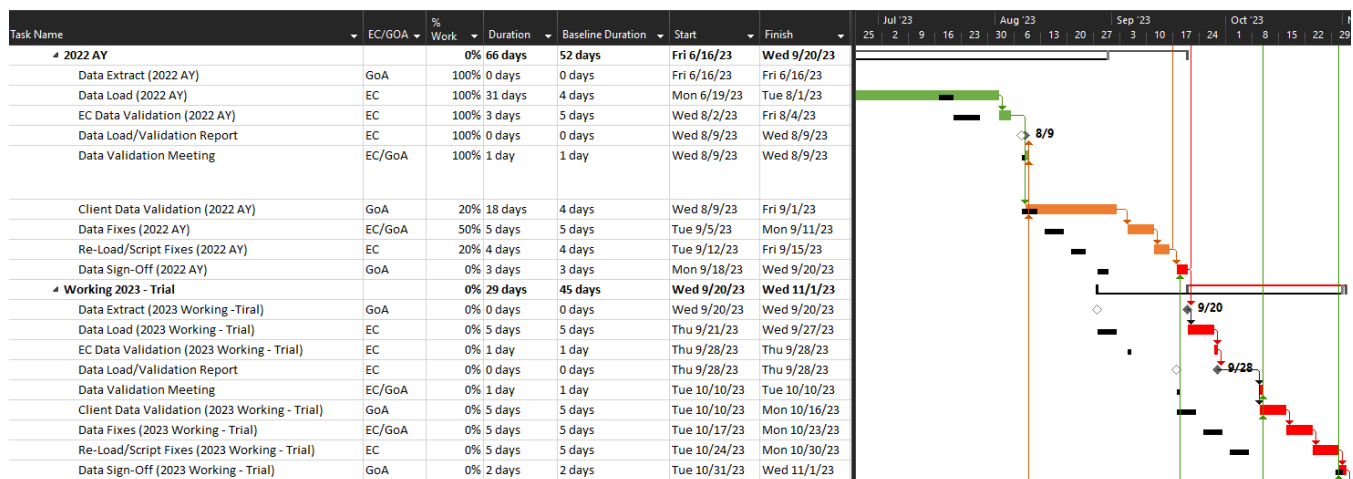 Jul '23 Aug '23 Sep '23 Oct '23
Task Name EC/GOA % Work Duration Baseline Duration Start Finish 25 2 9 16 23 30 6 13 20 27 3 10 17 24 1 8 15 22 29
2022 AY 0% 66 days 52 days Fri 6/16/23 Wed 9/20/23
Data Extract (2022 AY) GoA 100% 0 days 0 days Fri 6/16/23 Fri 6/16/23
Data Load (2022 AY) EC 100% 31 days 4 days Mon 6/19/23 Tue 8/1/23
EC Data Validation (2022 AY) EC 100% 3 days 5 days Wed 8/2/23 Fri 8/4/23
Data Load/Validation Report EC 100% 0 days 0 days Wed 8/9/23 Wed 8/9/23 8/9
Data Validation Meeting EC/GoA 100% 1 day 1 day Wed 8/9/23 Wed 8/9/23
Client Data Validation (2022 AY) GoA 20% 18 days 4 days Wed 8/9/23 Fri 9/1/23
Data Fixes (2022 AY) EC/GoA 50% 5 days 5 days Tue 9/5/23 Mon 9/11/23
Re-Load/Script Fixes (2022 AY) EC 20% 4 days 4 days Tue 9/12/23 Fri 9/15/23
Data Sign-Off (2022 AY) GoA 0% 3 days 3 days Mon 9/18/23 Wed 9/20/23
Working 2023 - Trial 0% 29 days 45 days Wed 9/20/23 Wed 11/1/23
Data Extract (2023 Working -Tiral) GoA 0% 0 days 0 days Wed 9/20/23 Wed 9/20/23 9/20
Data Load (2023 Working - Trial) EC 0% 5 days 5 days Thu 9/21/23 Wed 9/27/23
EC Data Validation (2023 Working - Trial) EC 0% 1 day 1 day Thu 9/28/23 Thu 9/28/23
Data Load/Validation Report EC 0% 0 days 0 days Thu 9/28/23 Thu 9/28/23 9/28
Data Validation Meeting EC/GoA 0% 1 day 1 day Tue 10/10/23 Tue 10/10/23
Client Data Validation (2023 Working - Trial) GoA 0% 5 days 5 days Tue 10/10/23 Mon 10/16/23
Data Fixes (2023 Working - Trial) EC/GoA 0% 5 days 5 days Tue 10/17/23 Mon 10/23/23
Re-Load/Script Fixes (2023 Working - Trial) EC 0% 5 days 5 days Tue 10/24/23 Mon 10/30/23
Data Sign-Off (2023 Working - Trial) GoA 0% 2 days 2 days Tue 10/31/23 Wed 11/1/23